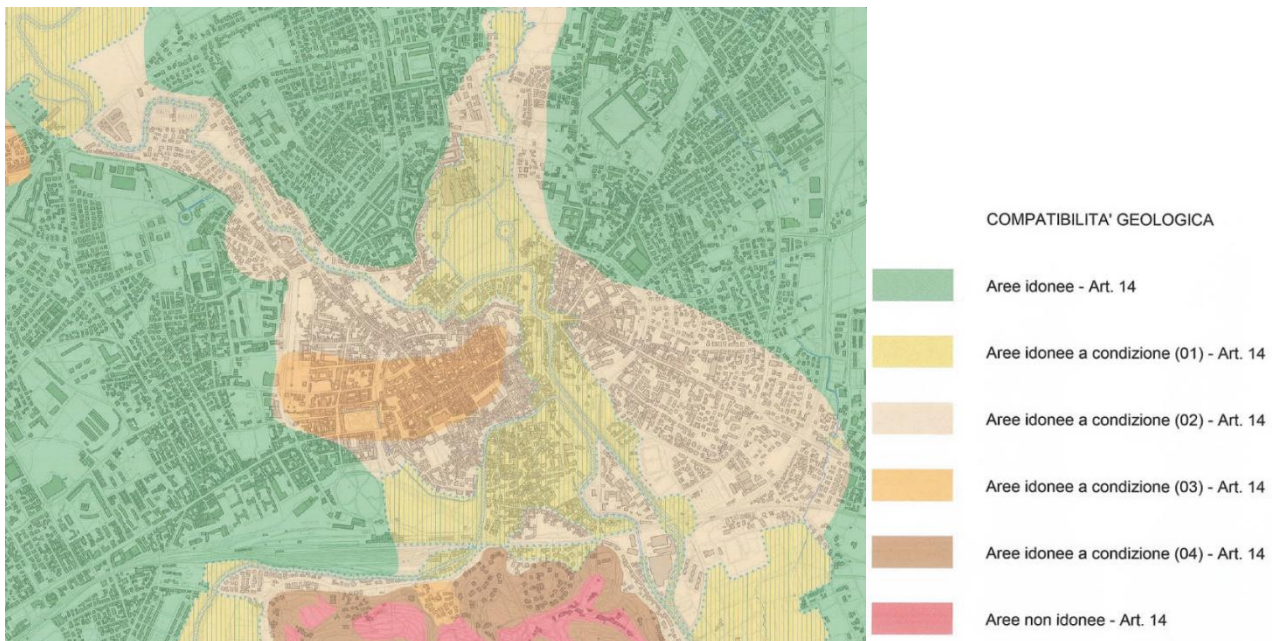 COMPATIBILITA' GEOLOGICA
Aree idonee - Art. 14
Aree idonee a condizione (01) - Art. 14
Aree idonee a condizione (02) - Art. 14
Aree idonee a condizione (03) - Art. 14
Aree idonee a condizione (04) - Art. 14
Aree non idonee - Art. 14